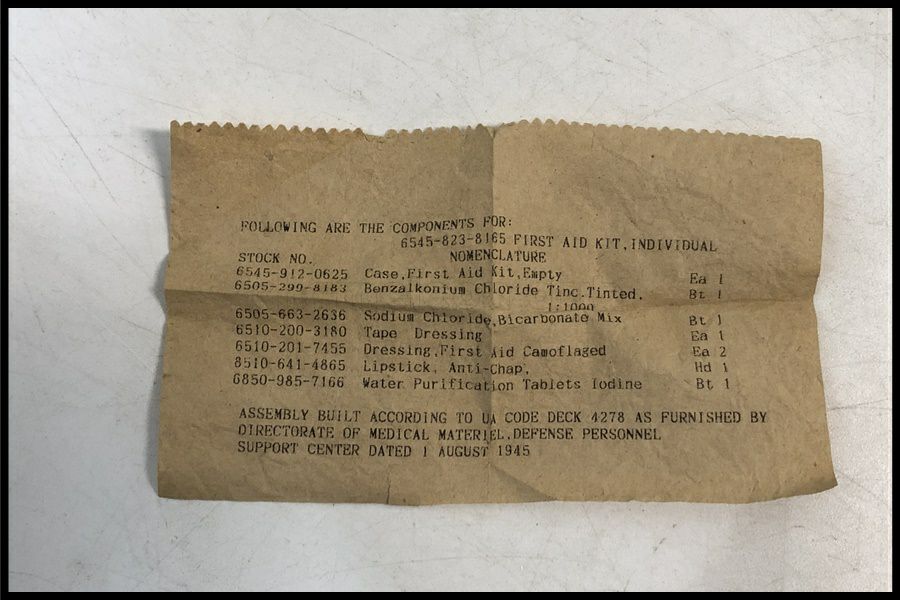 FOLLOWING ARE THE COMPONENTS FOR:
6545-823-8165 FIRST AID KIT,INDIVIDUAL
STOCK NO. NOMENCLATURE
6545-912-0625 Case,First Aid Kit,Empty Ea 1
6505-299-8183 Benzalkonium Chloride Tinc.Tinted, Bt 1
1:1000
6505-663-2636 Sodium Chloride,Bicarbonate Mix Bt 1
6510-200-3180 Tape Dressing Ea 1
6510-201-7455 Dressing,First Aid Camoflaged Ea 2
8510-641-4865 Lipstick, Anti-Chap, Hd 1
6850-985-7166 Water Purification Tablets Iodine Bt 1
ASSEMBLY BUILT ACCORDING TO UA CODE DECK 4278 AS FURNISHED BY
DIRECTORATE OF MEDICAL MATERIEL,DEFENSE PERSONNEL
SUPPORT CENTER DATED 1 AUGUST 1945